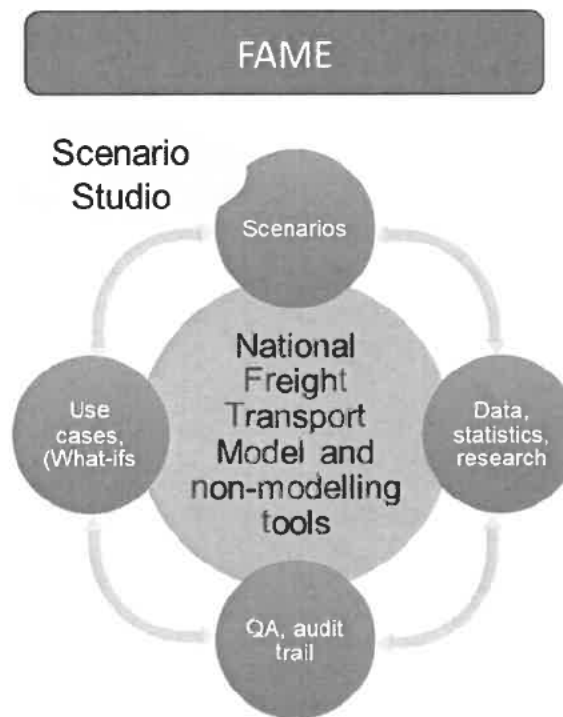 FAME
Scenario
Studio
Scenarios
National
Freight
Transport
Model and
non-modelling
tools
Use
cases,
(What-ifs
Data,
statistics,
research
QA, audit
trail